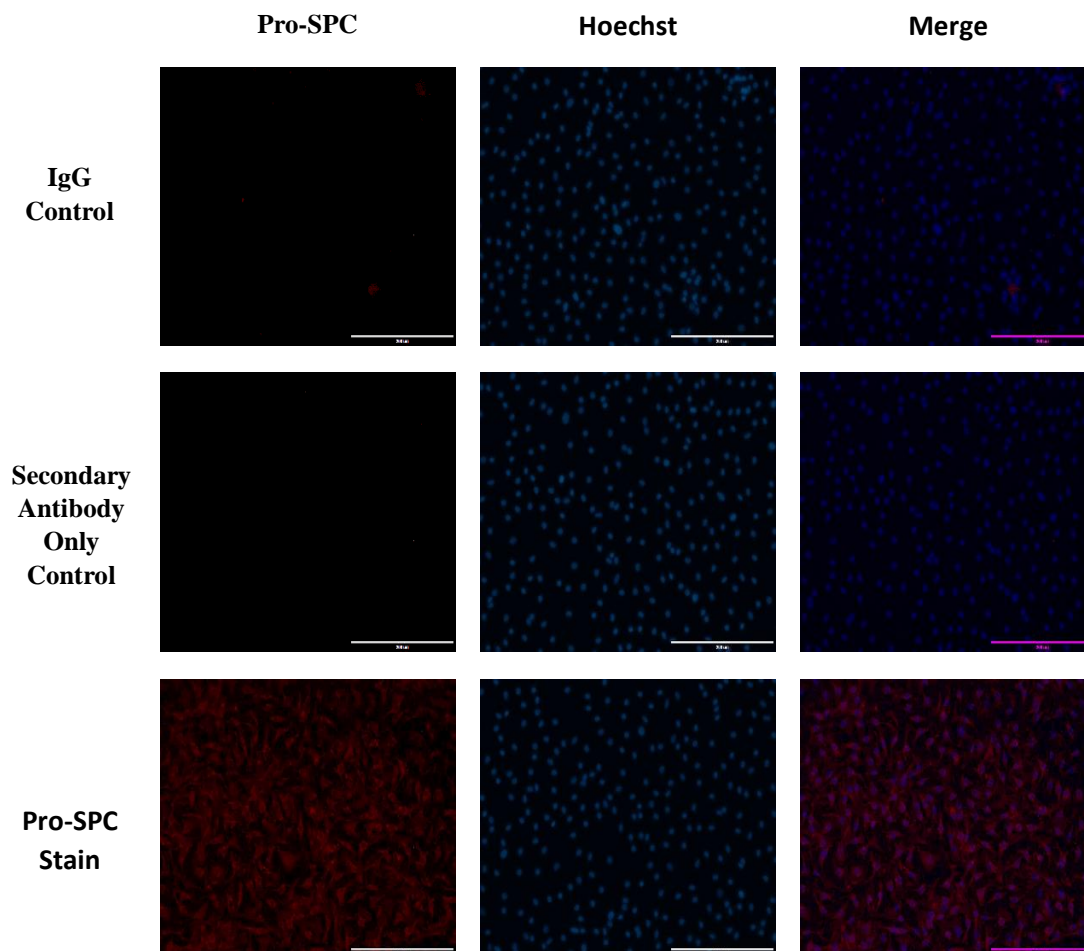 Pro-SPC
Hoechst
Merge
IgG
Control
Secondary
Antibody
Only
Control
Pro-SPC
Stain